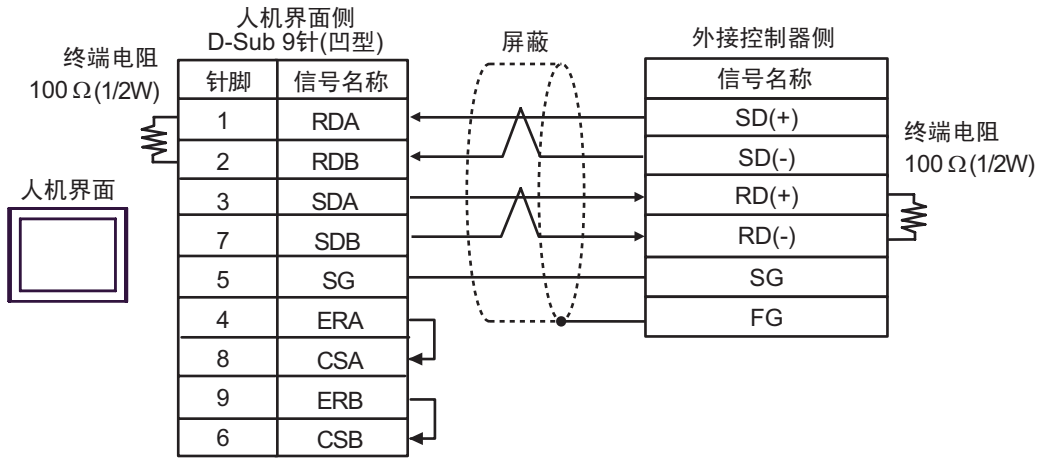 人机界面侧
D-Sub 9针(凹型)
屏蔽
外接控制器侧
终端电阻
100 Ω(1/2W)
针脚 信号名称
1 RDA
2 RDB
3 SDA
7 SDB
5 SG
4 ERA
8 CSA
9 ERB
6 CSB
人机界面
信号名称
SD(+)
SD(-)
RD(+)
RD(-)
SG
FG
终端电阻
100 Ω(1/2W)